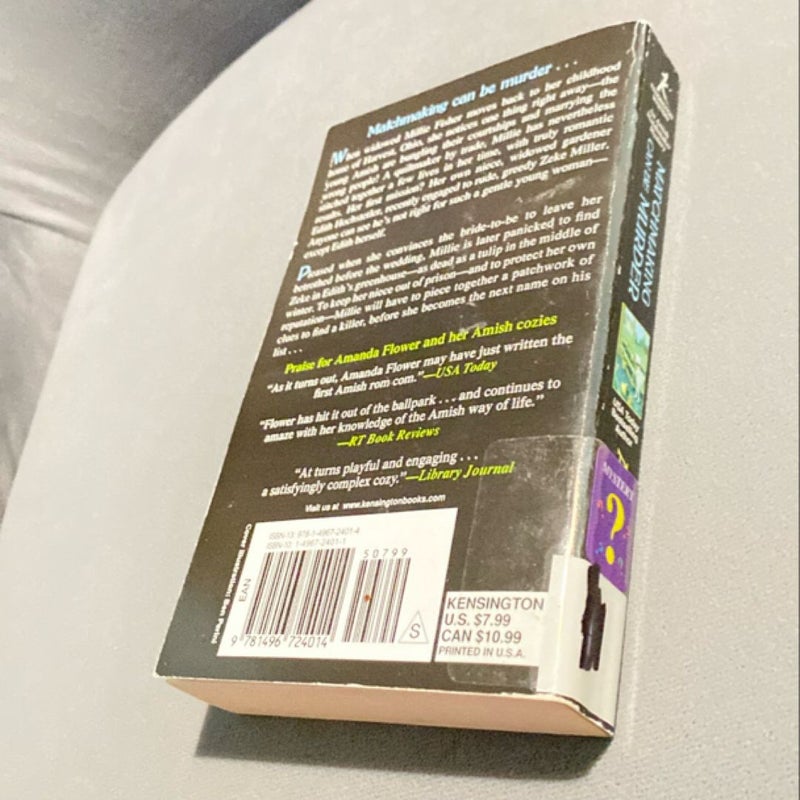 Matchmaking can be murder . . .
When widowed Millie Fisher moves back to her childhood
home of Harvest, Ohio, she notices one thing right away—the
young Amish are bungling their courtships and marrying the
wrong people! A quiltmaker by trade, Millie has nevertheless
stitched together a few lives in her time, with truly romantic
results. Her first mission? Her own niece, widowed gardener
Edith Hochstetler, recently engaged to rude, greedy Zeke Miller.
Anyone can see he's not right for such a gentle young woman—
except Edith herself.
Pleased when she convinces the bride-to-be to leave her
betrothed before the wedding, Millie is later panicked to find
Zeke in Edith's greenhouse—as dead as a tulip in the middle of
winter. To keep her niece out of prison—and to protect her own
reputation—Millie will have to piece together a patchwork of
clues to find a killer, before she becomes the next name on his
list . . .
Praise for Amanda Flower and her Amish cozies
"As it turns out, Amanda Flower may have just written the
first Amish rom com."—USA Today
"Flower has hit it out of the ballpark . . . and continues to
amaze with her knowledge of the Amish way of life."
—RT Book Reviews
"At turns playful and engaging . . .
a satisfyingly complex cozy."—Library Journal
Visit us at www.kensingtonbooks.com
Cover illustration: Ben Perini
ISBN-13: 978-1-4967-2401-4
ISBN-10: 1-4967-2401-1
50799
EAN
9 781496 724014
S
KENSINGTON
U.S. $7.99
CAN $10.99
PRINTED IN U.S.A.
MATCHMAKING
CAN BE MURDER
USA Today
Bestselling
Author
MYSTERY
?